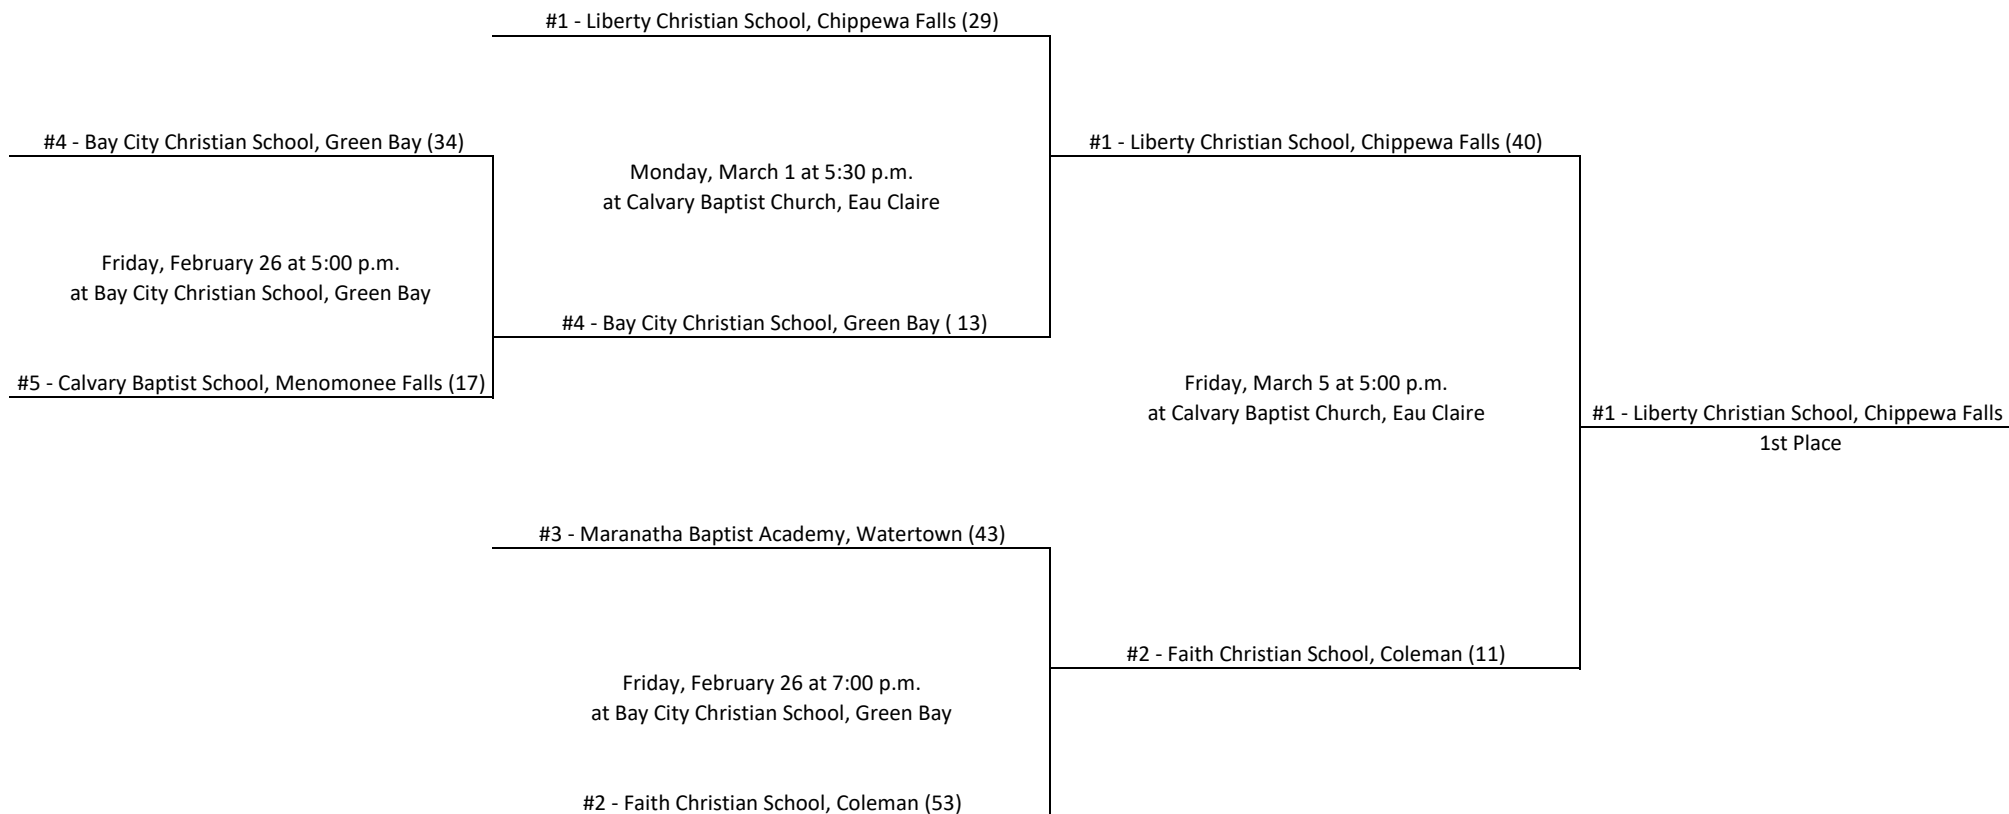 #1 - Liberty Christian School, Chippewa Falls (29)
#4 - Bay City Christian School, Green Bay (34)
#1 - Liberty Christian School, Chippewa Falls (40)
Monday, March 1 at 5:30 p.m.
at Calvary Baptist Church, Eau Claire
Friday, February 26 at 5:00 p.m.
at Bay City Christian School, Green Bay
#4 - Bay City Christian School, Green Bay ( 13)
#5 - Calvary Baptist School, Menomonee Falls (17)
Friday, March 5 at 5:00 p.m.
at Calvary Baptist Church, Eau Claire
#1 - Liberty Christian School, Chippewa Falls
1st Place
#3 - Maranatha Baptist Academy, Watertown (43)
#2 - Faith Christian School, Coleman (11)
Friday, February 26 at 7:00 p.m.
at Bay City Christian School, Green Bay
#2 - Faith Christian School, Coleman (53)